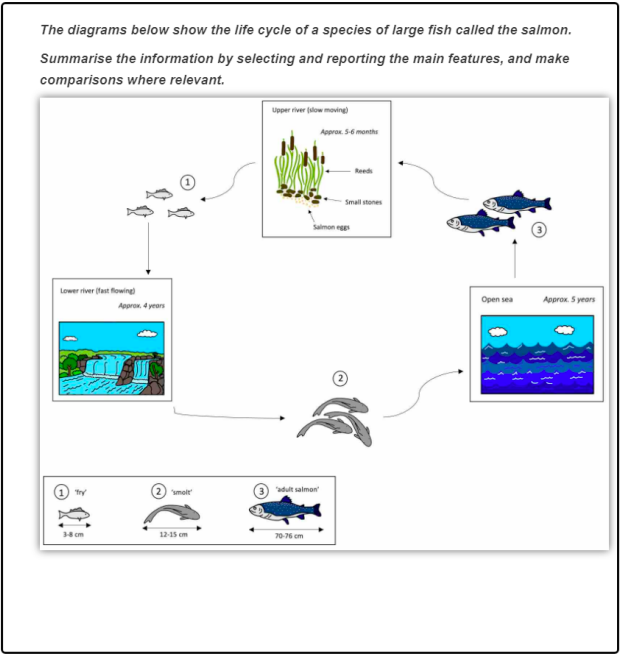 The diagrams below show the life cycle of a species of large fish called the salmon.
Summarise the information by selecting and reporting the main features, and make
comparisons where relevant.
Upper river (slow moving)
Approx. 5-6 months
Reeds
Small stones
Salmon eggs
1
3
Lower river (fast flowing)
Approx. 4 years
Open sea
Approx. 5 years
2
1 'fry'
2 'smolt'
3 'adult salmon'
3-8 cm
12-15 cm
70-76 cm